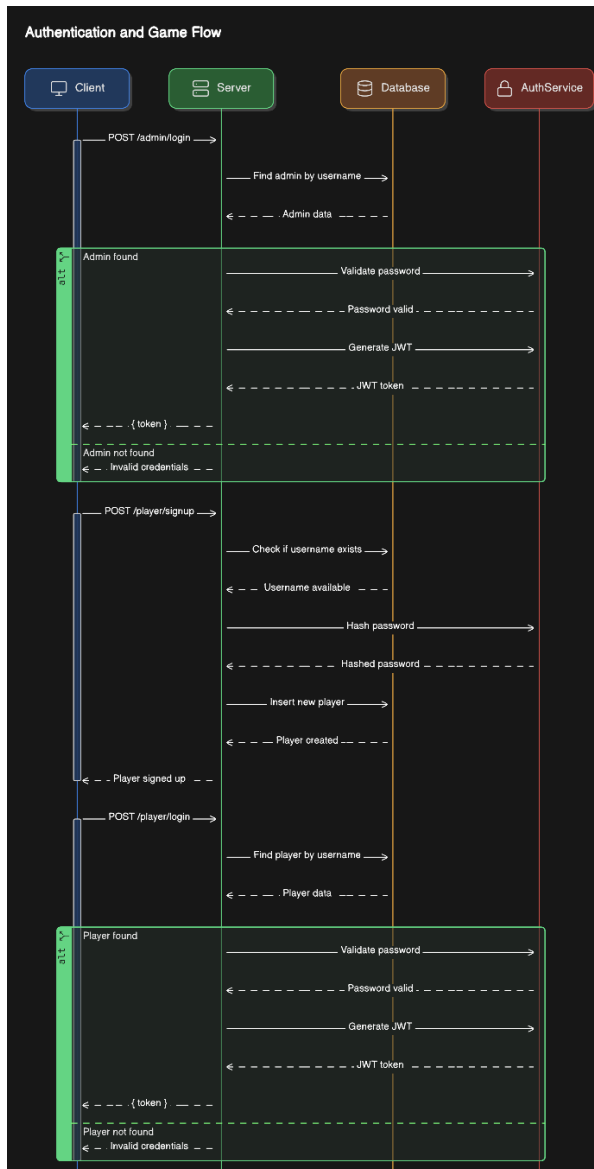 Authentication and Game Flow
Client
Server
Database
AuthService
POST /admin/login
Find admin by username
Admin data
alt
Admin found
Validate password
Password valid
Generate JWT
JWT token
{ token }
Admin not found
Invalid credentials
POST /player/signup
Check if username exists
Username available
Hash password
Hashed password
Insert new player
Player created
Player signed up
POST /player/login
Find player by username
Player data
alt
Player found
Validate password
Password valid
Generate JWT
JWT token
{ token }
Player not found
Invalid credentials